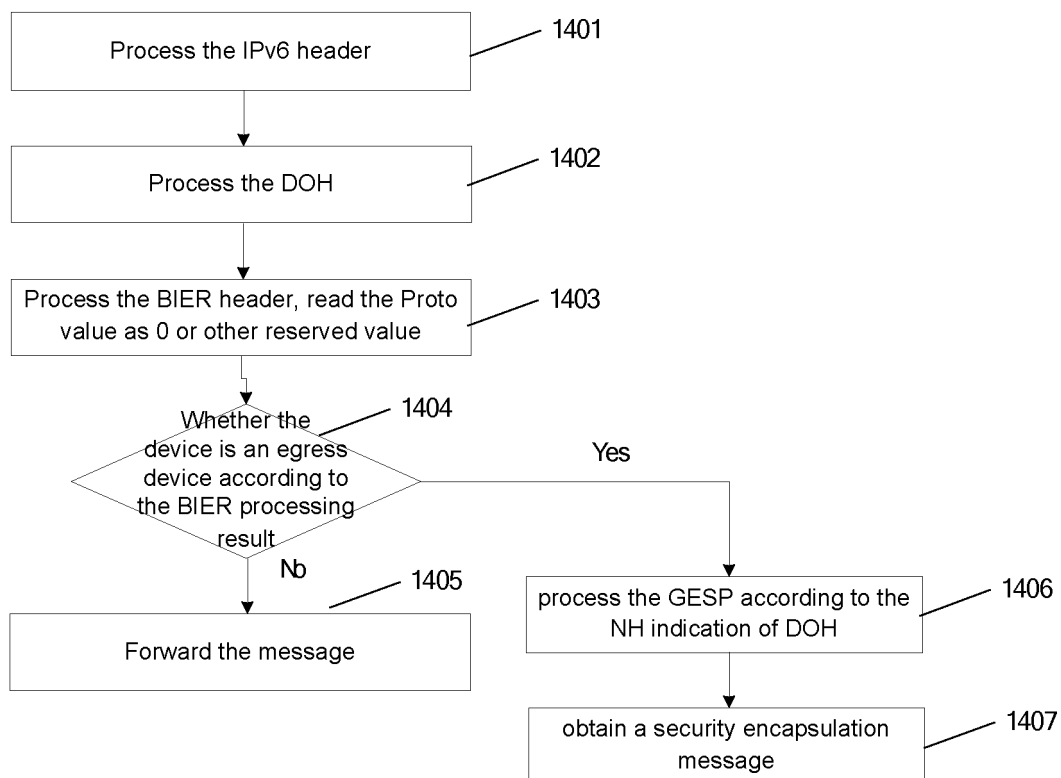 Process the IPv6 header
1401
Process the DOH
1402
Process the BIER header, read the Proto
value as 0 or other reserved value
1403
Whether the
device is an egress
device according to
the BIER processing
result
1404
Yes
No
1405
Forward the message
process the GESP according to the
NH indication of DOH
1406
obtain a security encapsulation
message
1407